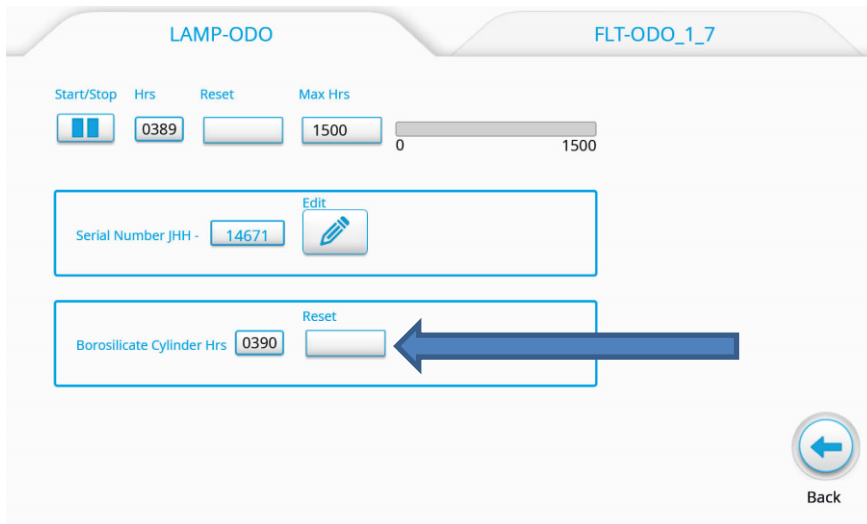 LAMP-ODO FLT-ODO_1_7
Start/Stop Hrs Reset Max Hrs
0389 1500
0 1500
Edit
Serial Number JHH - 14671
Reset
Borosilicate Cylinder Hrs 0390
Back